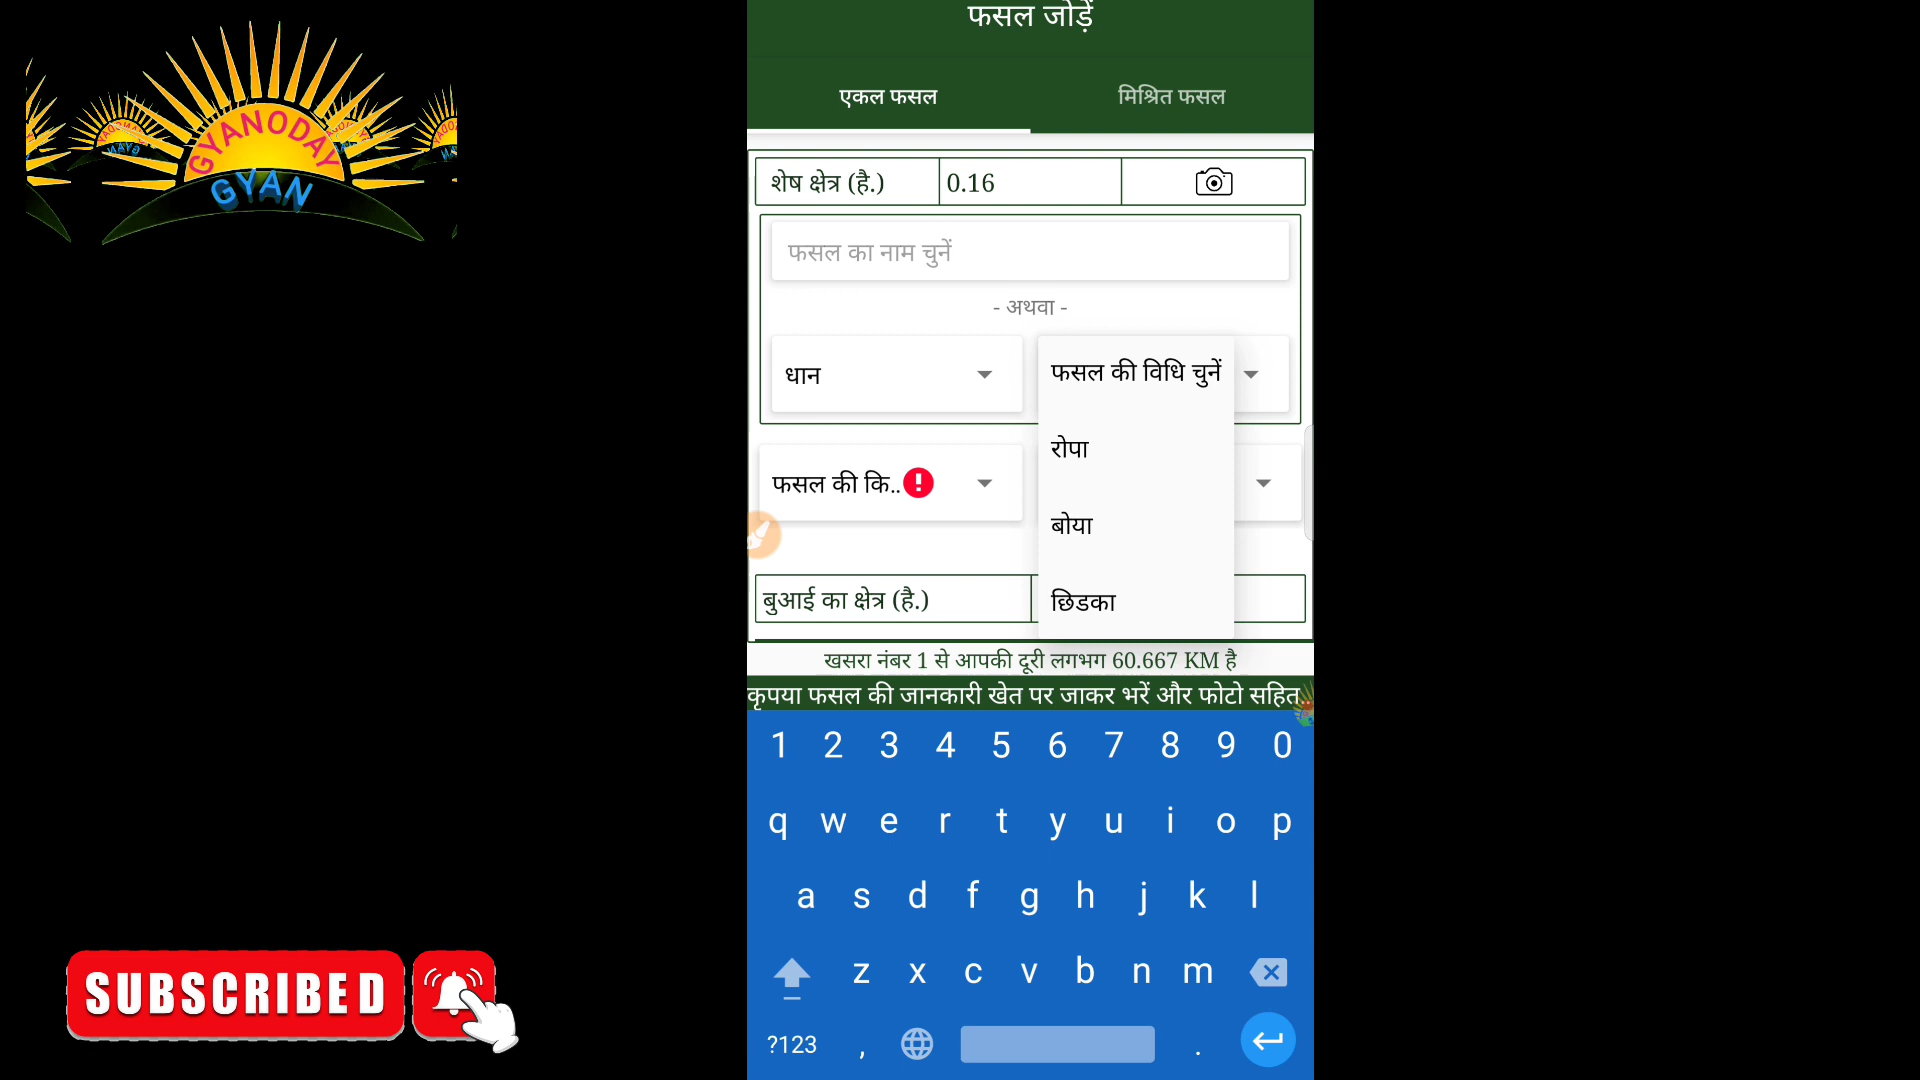 फसल जोड़ें
एकल फसल
मिश्रित फसल
GYANODAY
GYAN
शेष क्षेत्र (है.)
0.16
फसल का नाम चुनें
- अथवा -
धान
फसल की विधि चुनें
रोपा
फसल की कि..
बोया
बुआई का क्षेत्र (है.)
छिडका
खसरा नंबर 1 से आपकी दूरी लगभग 60.667 KM है
कृपया फसल की जानकारी खेत पर जाकर भरें और फोटो सहित
1 2 3 4 5 6 7 8 9 0
q w e r t y u i o p
a s d f g h j k l
z x c v b n m
?123 , .
SUBSCRIBED